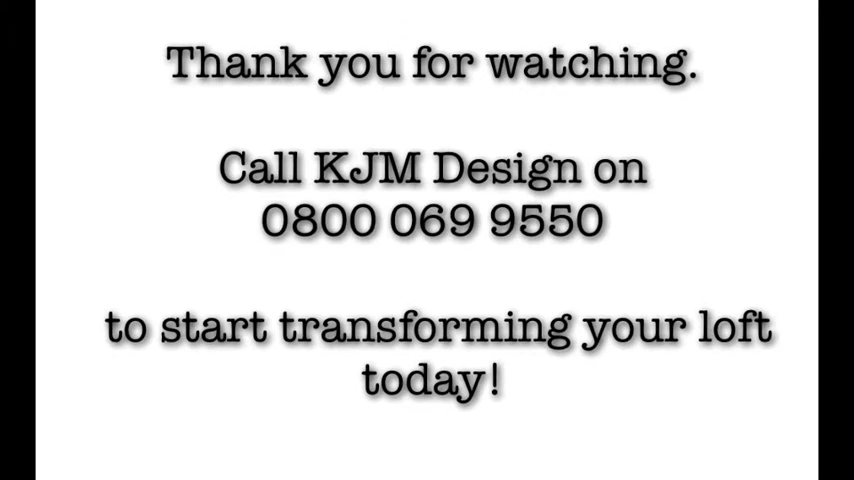 Thank you for watching.
Call KJM Design on
0800 069 9550
to start transforming your loft
today!